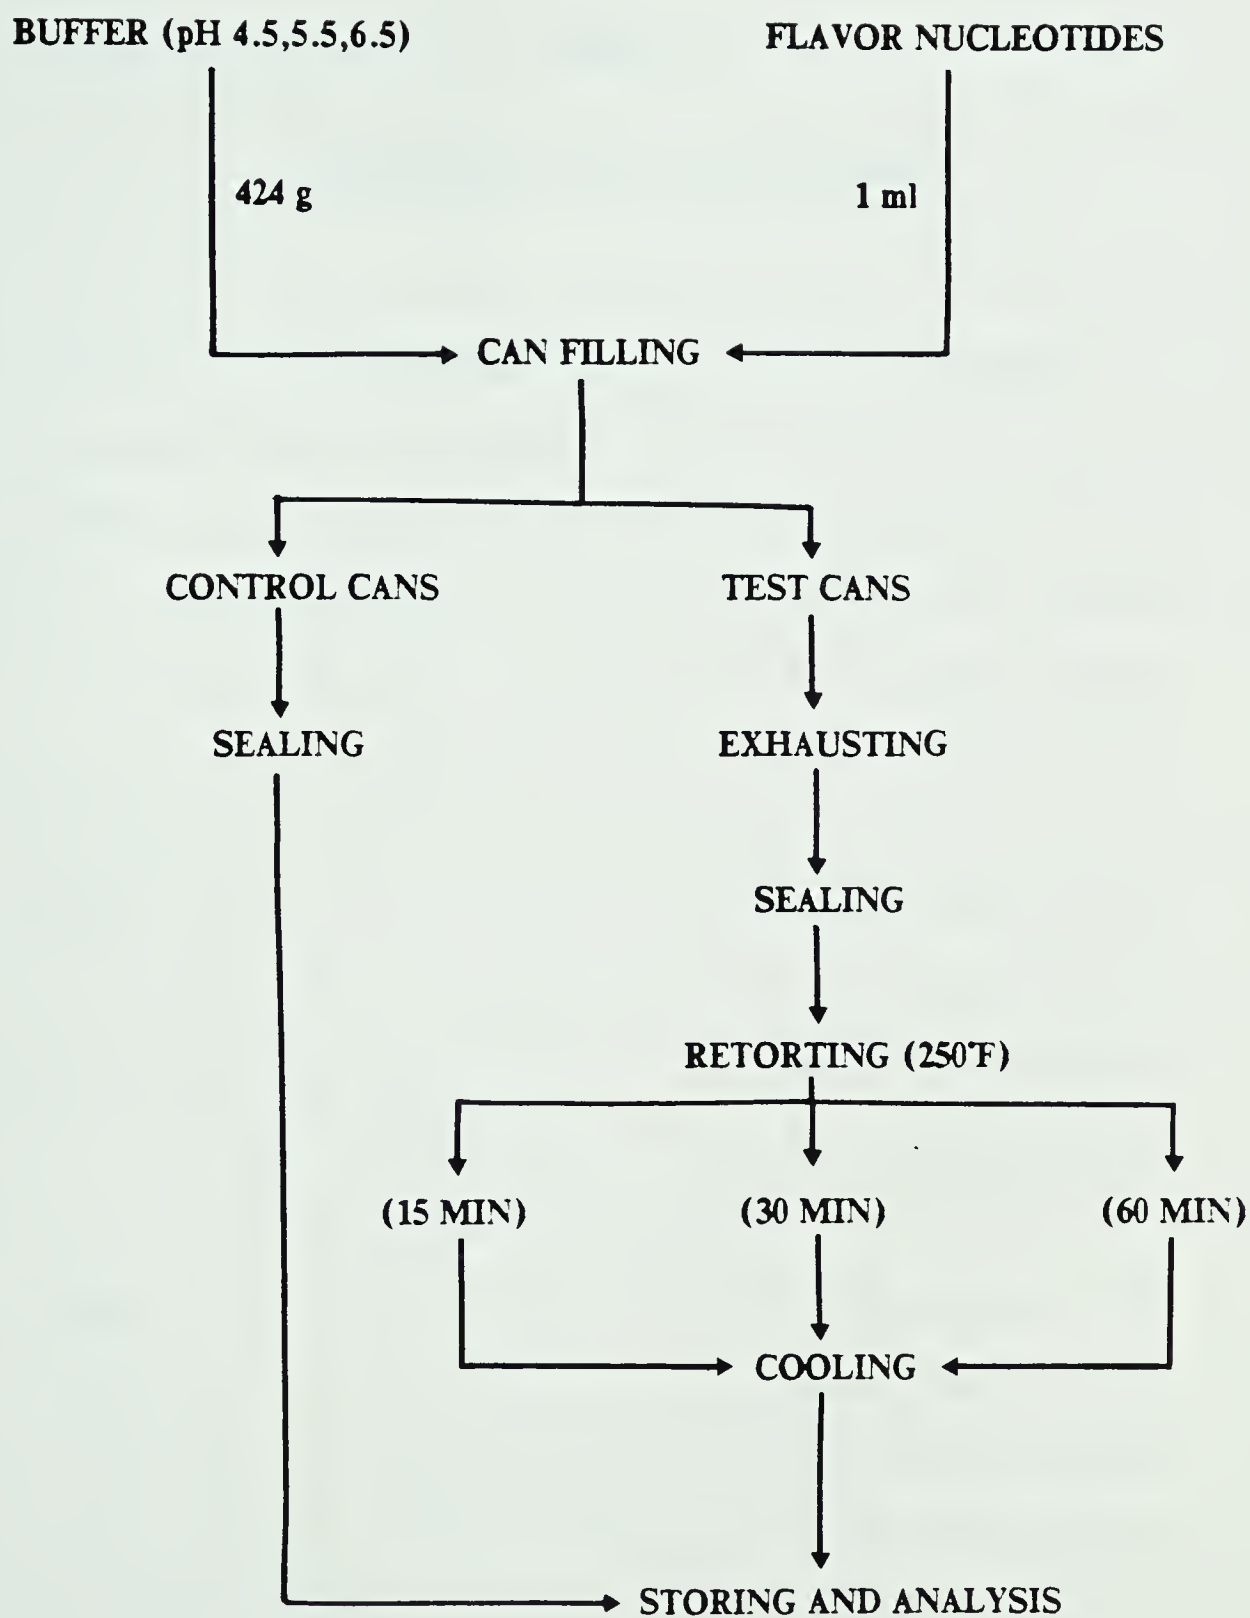 BUFFER (pH 4.5,5.5,6.5)
FLAVOR NUCLEOTIDES
424 g
1 ml
CAN FILLING
CONTROL CANS
TEST CANS
SEALING
EXHAUSTING
SEALING
RETORTING (250°F)
(15 MIN)
(30 MIN)
(60 MIN)
COOLING
STORING AND ANALYSIS